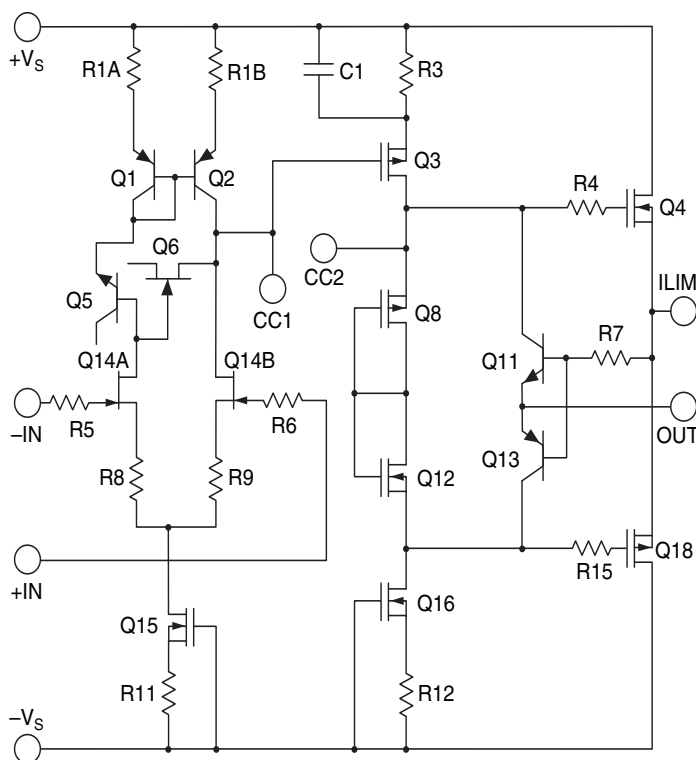 +VS
R1A
R1B
C1
R3
Q1
Q2
Q3
R4
Q4
Q6
CC2
ILIM
Q5
CC1
Q8
Q14A
Q14B
Q11
R7
–IN
R5
R6
OUT
Q13
R8
R9
Q12
+IN
R15
Q18
Q15
Q16
R11
R12
–VS